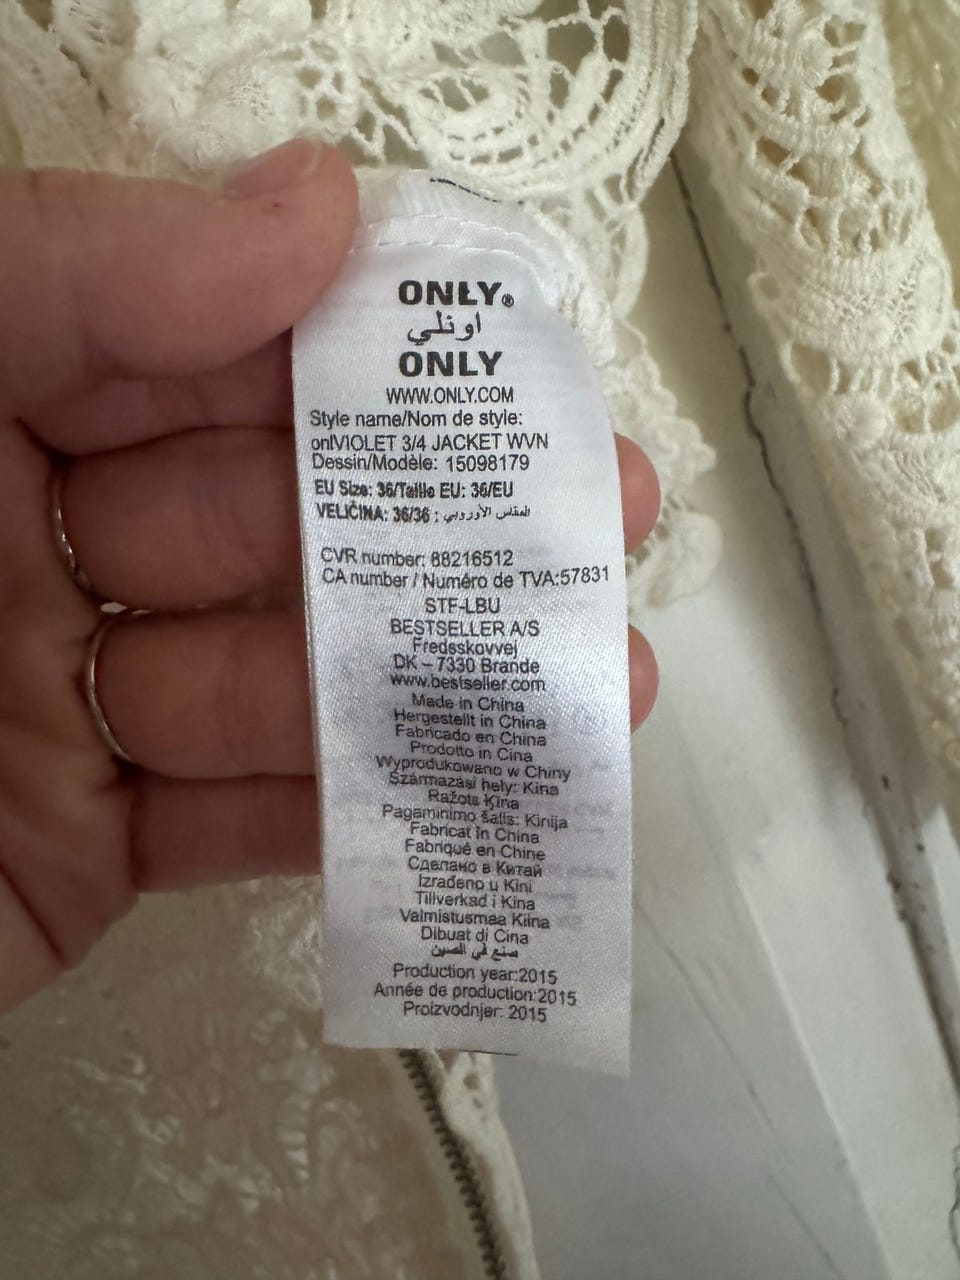 ONLY®
اونلي
ONLY
WWW.ONLY.COM
Style name/Nom de style:
onlVIOLET 3/4 JACKET WVN
Dessin/Modèle: 15098179
EU Size: 36/Taille EU: 36/EU
VELIČINA: 36/36 : المقاس الأوروبي
CVR number: 88216512
CA number / Numéro de TVA:57831
STF-LBU
BESTSELLER A/S
Fredsskovvej
DK – 7330 Brande
www.bestseller.com
Made in China
Hergestellt in China
Fabricado en China
Prodotto in Cina
Wyprodukowano w Chiny
Származási hely: Kína
Ražots Ķīna
Pagaminimo šalis: Kinija
Fabricat în China
Fabriqué en Chine
Сделано в Китай
Izrađeno u Kini
Tillverkad i Kina
Valmistusmaa Kiina
Dibuat di Cina
صنع في الصين
Production year:2015
Année de production:2015
Proizvodnjer: 2015